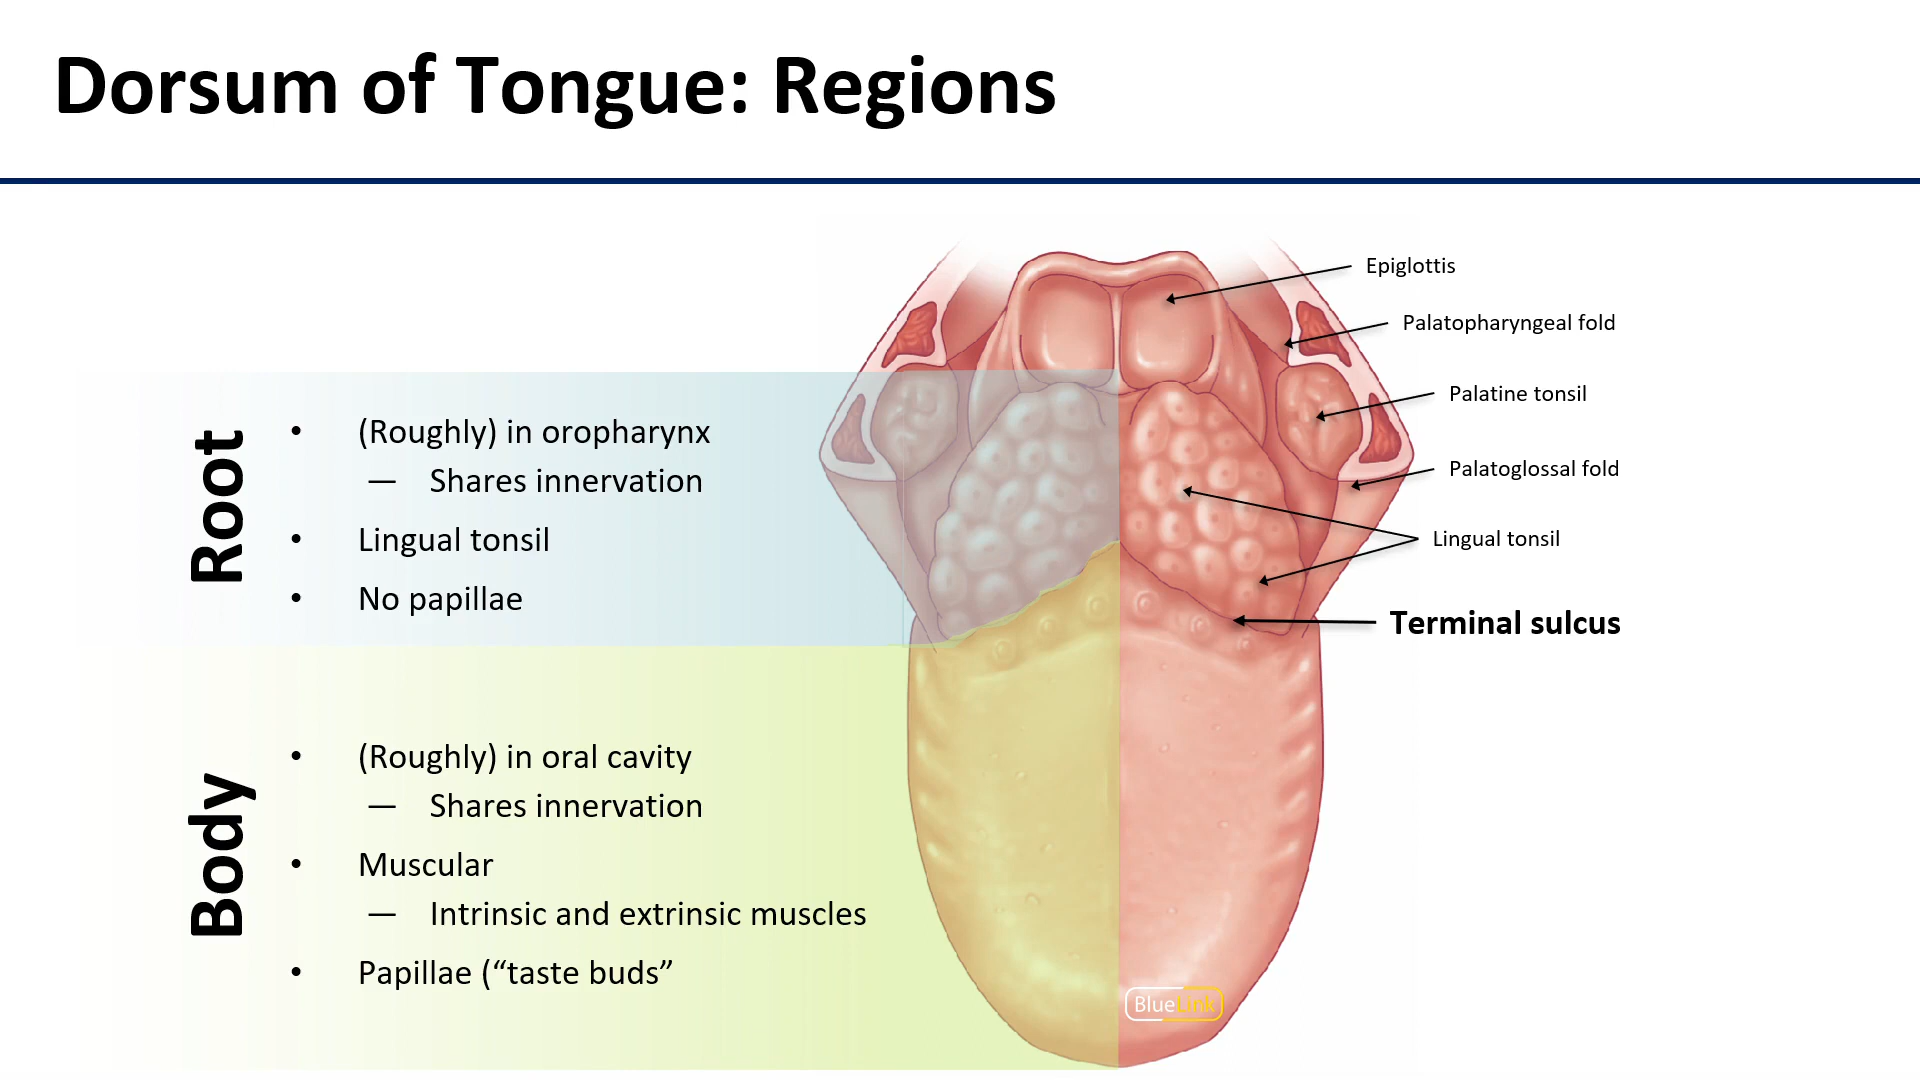 Dorsum of Tongue: Regions
Root
• (Roughly) in oropharynx
— Shares innervation
• Lingual tonsil
• No papillae
Body
• (Roughly) in oral cavity
— Shares innervation
• Muscular
— Intrinsic and extrinsic muscles
• Papillae (“taste buds”
Epiglottis
Palatopharyngeal fold
Palatine tonsil
Palatoglossal fold
Lingual tonsil
Terminal sulcus
BlueLink